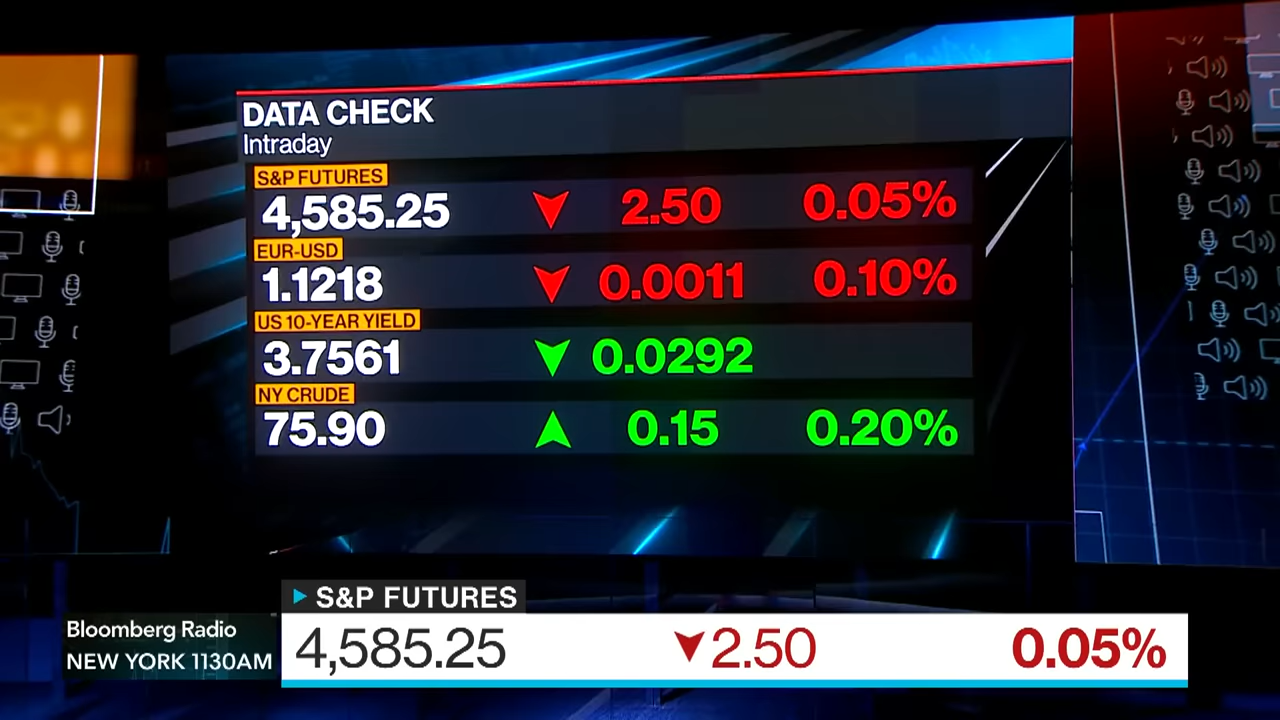 DATA CHECK
Intraday
S&P FUTURES
4,585.25 2.50 0.05%
EUR-USD
1.1218 0.0011 0.10%
US 10-YEAR YIELD
3.7561 0.0292
NY CRUDE
75.90 0.15 0.20%
S&P FUTURES
Bloomberg Radio
NEW YORK 1130AM
4,585.25 2.50 0.05%